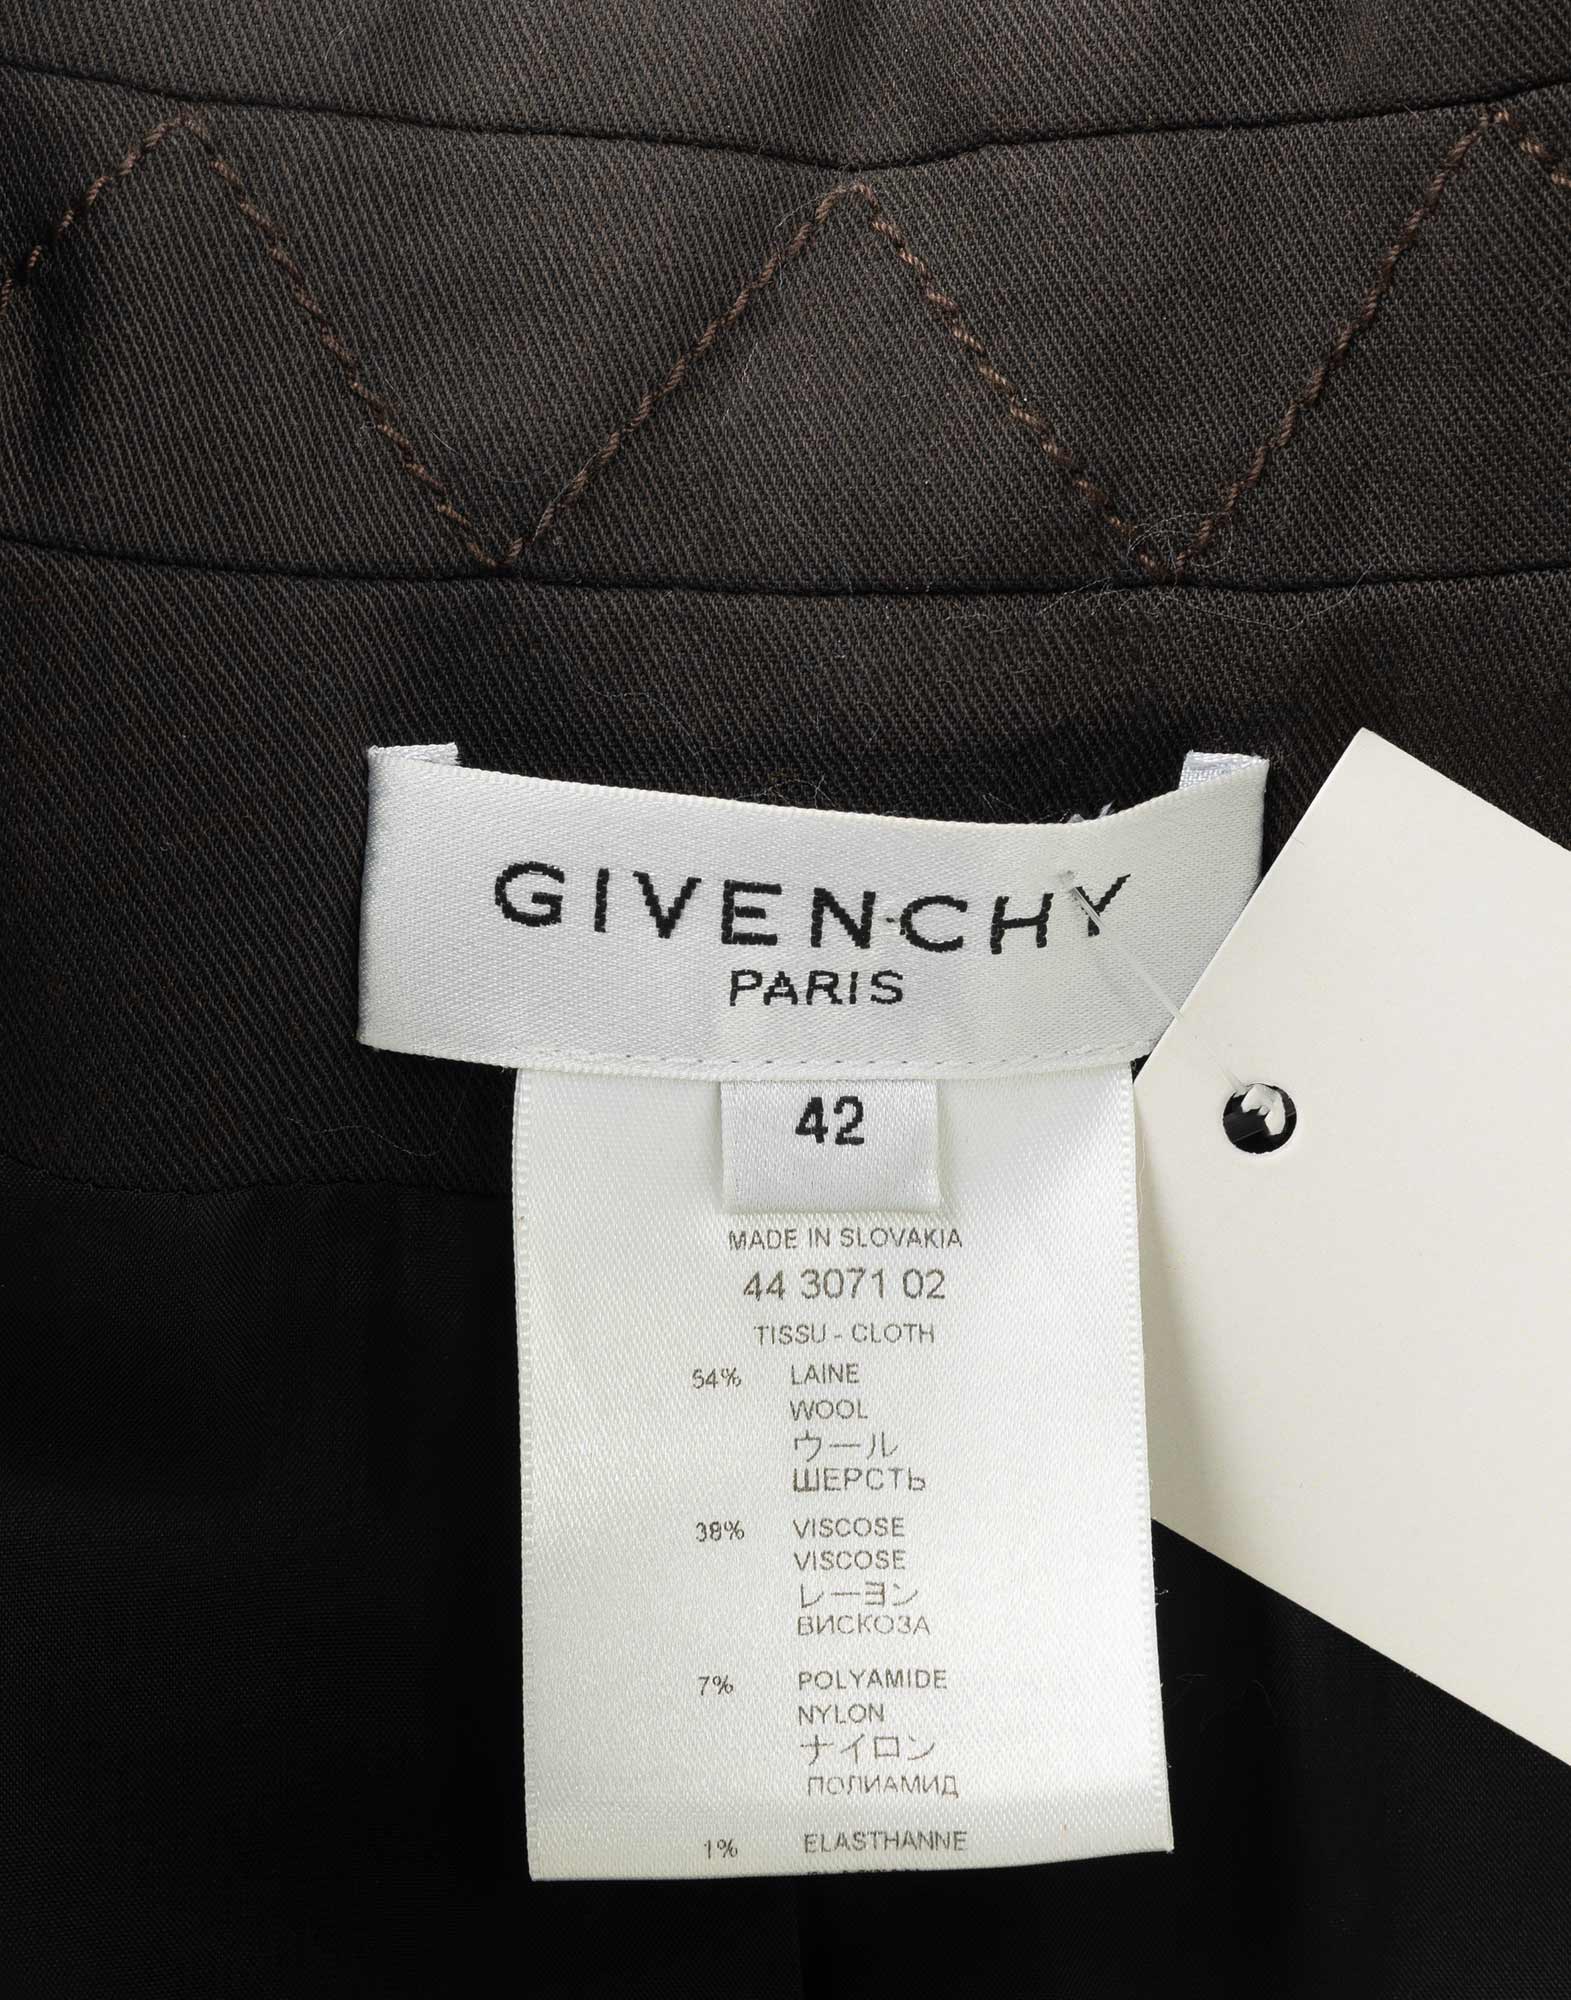 GIVENCHY
PARIS
42
MADE IN SLOVAKIA
44 3071 02
TISSU - CLOTH
54% LAINE
WOOL
ウール
ШЕРСТЬ
38% VISCOSE
VISCOSE
レーヨン
ВИСКОЗА
7% POLYAMIDE
NYLON
ナイロン
ПОЛИАМИД
1% ELASTHANNE